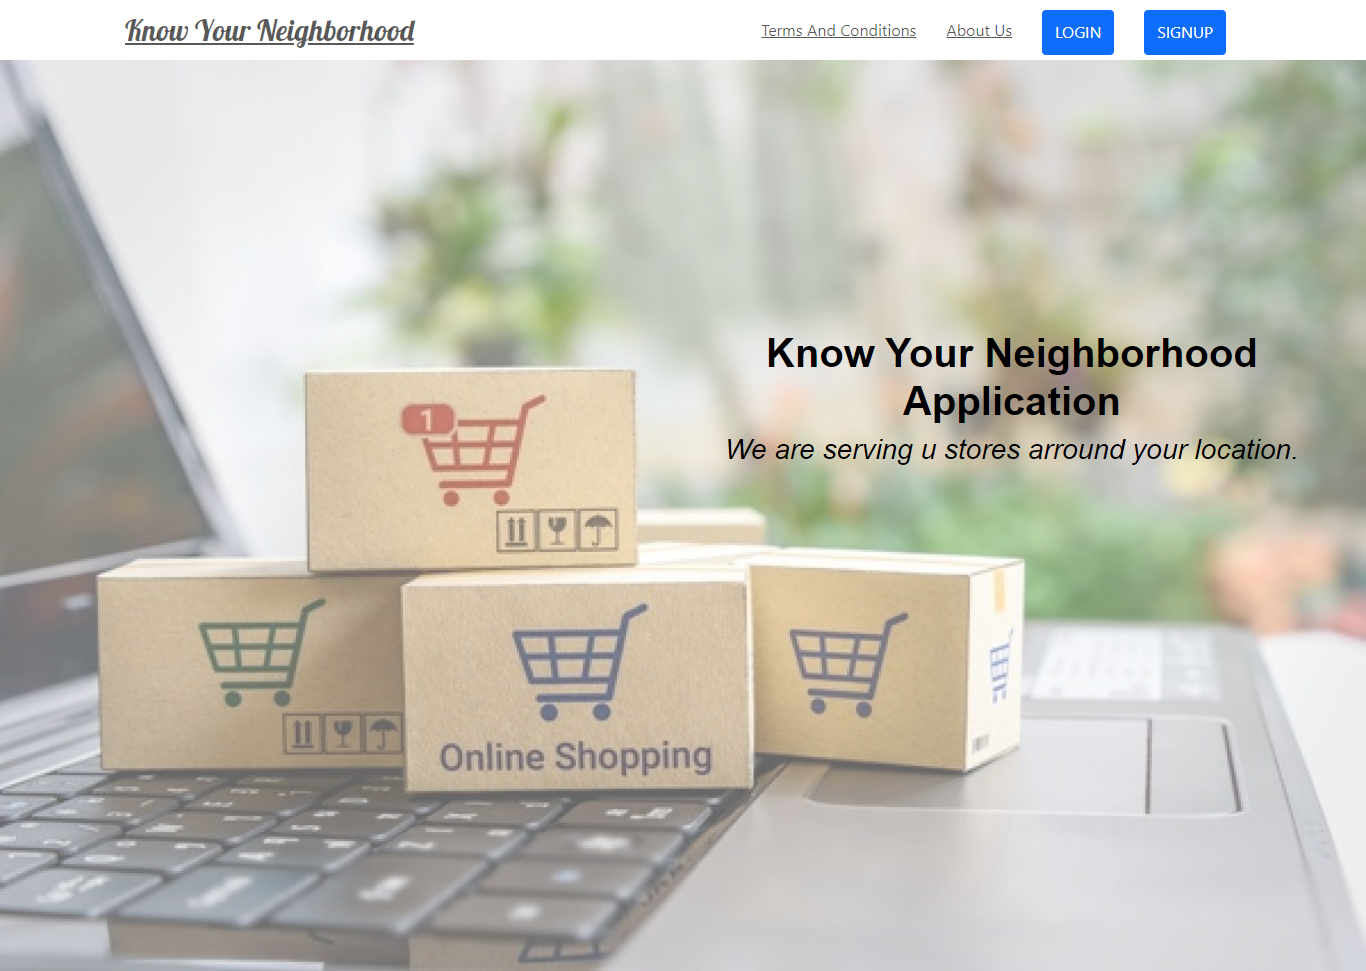 Know Your Neighborhood
Terms And Conditions
About Us
LOGIN
SIGNUP
Know Your Neighborhood
Application
We are serving u stores arround your location.
1
Online Shopping